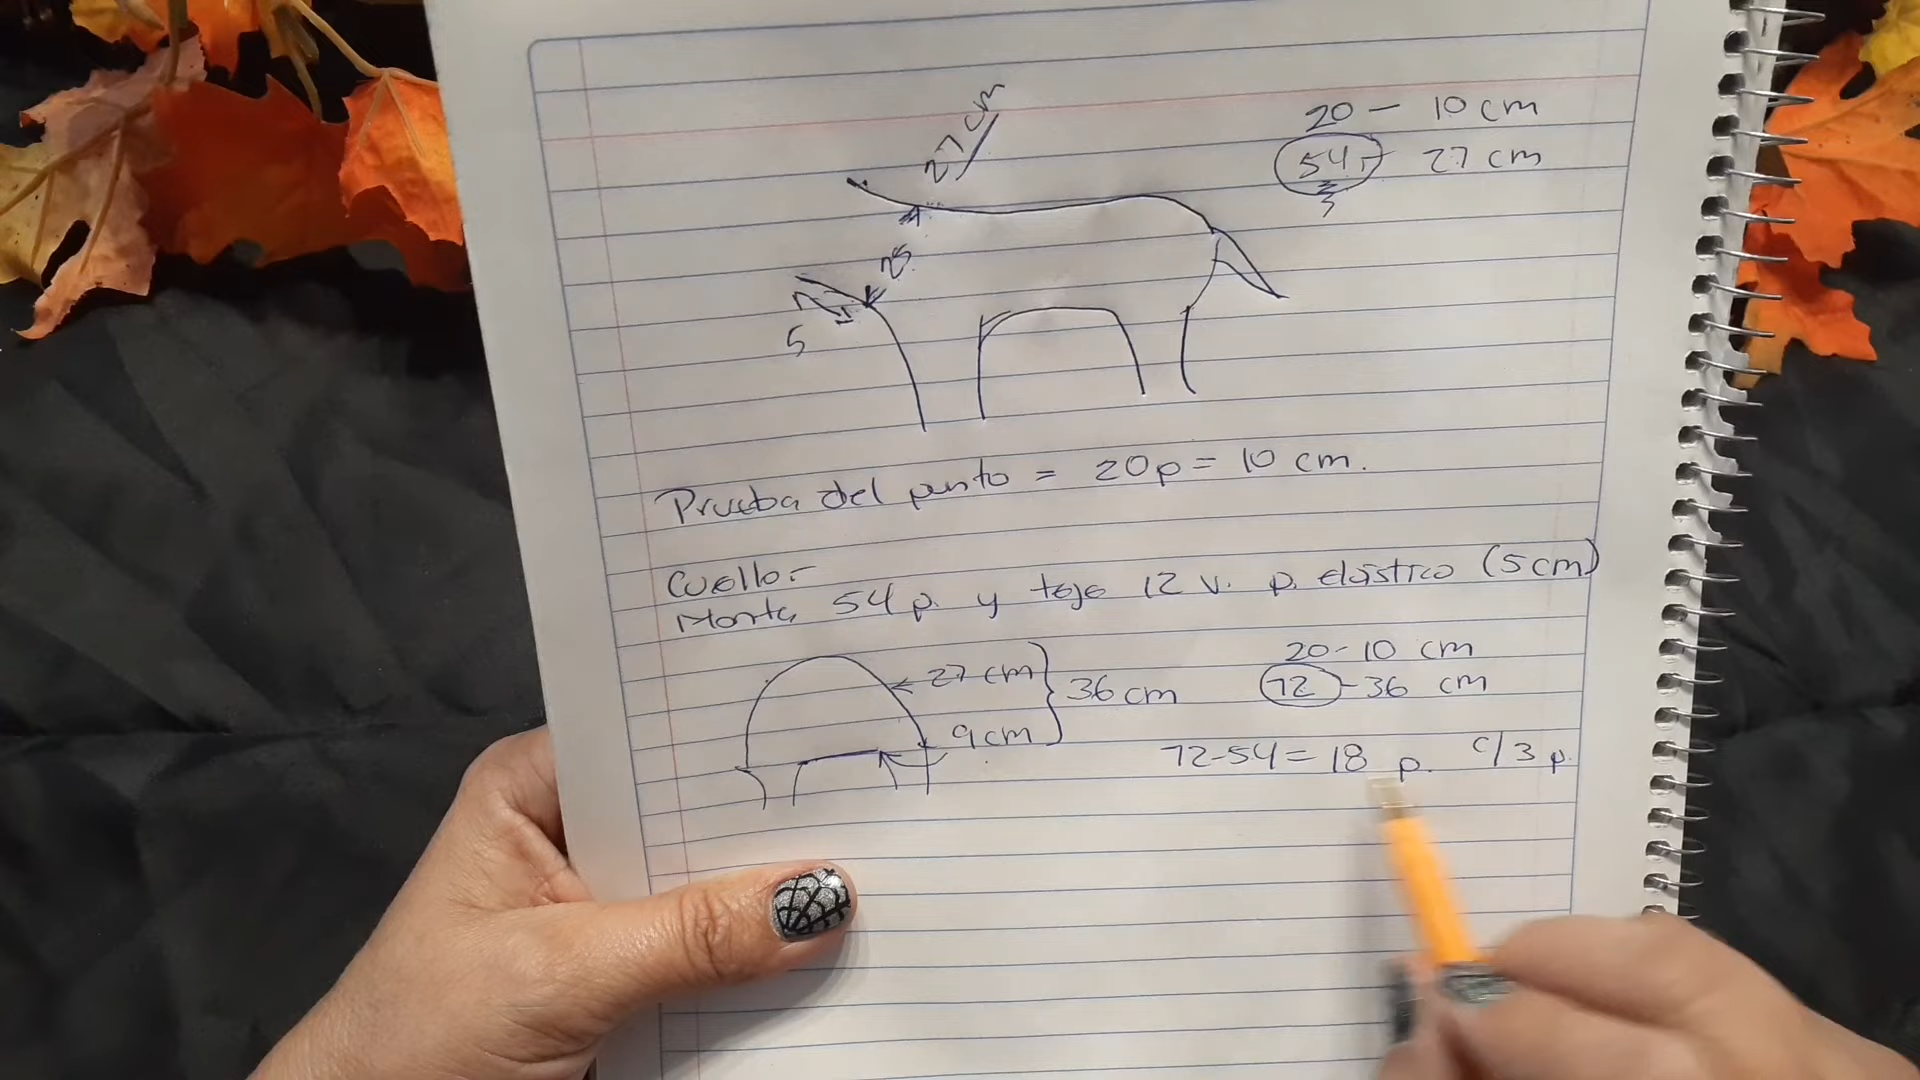 27 cm
20 - 10 cm
54 - 27 cm
3
25
5
Prueba del punto = 20p = 10 cm.
Cuello:-
Monta 54 p. y teje 12 v. p. elástico (5cm)
27 cm
9 cm
36 cm
20 - 10 cm
72 - 36 cm
72-54 = 18 p. c/3 p.